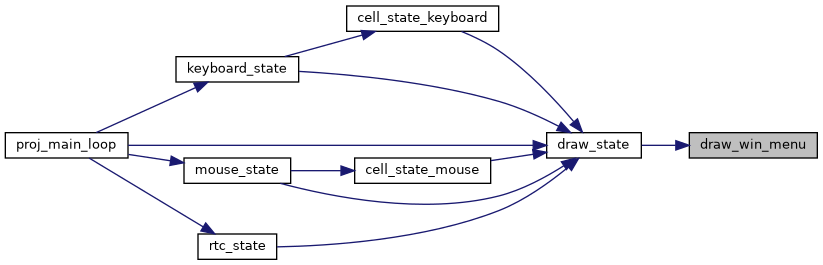 cell_state_keyboard
keyboard_state
proj_main_loop
draw_state
draw_win_menu
mouse_state
cell_state_mouse
rtc_state